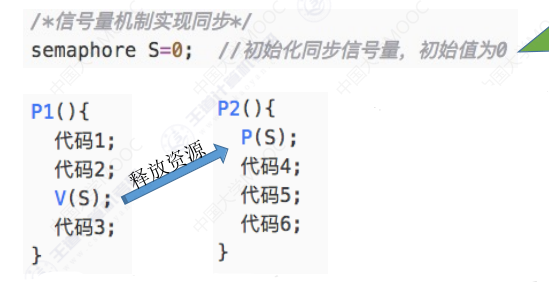 /*信号量机制实现同步*/
semaphore S=0; //初始化同步信号量，初始值为0
P1(){
代码1;
代码2;
V(S);
代码3;
}
释放资源
P2(){
P(S);
代码4;
代码5;
代码6;
}